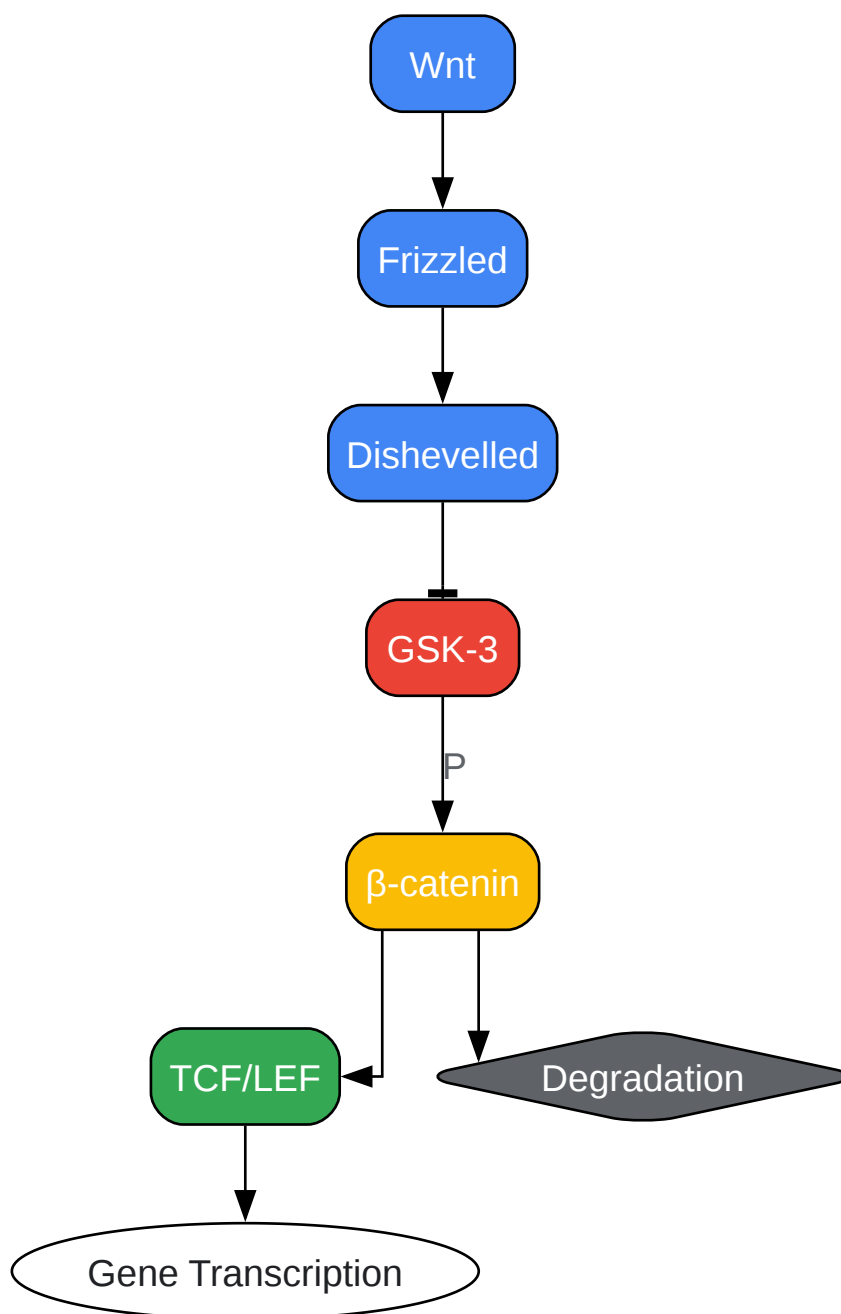 Wnt
Frizzled
Dishevelled
GSK-3
P
β-catenin
TCF/LEF
Degradation
Gene Transcription